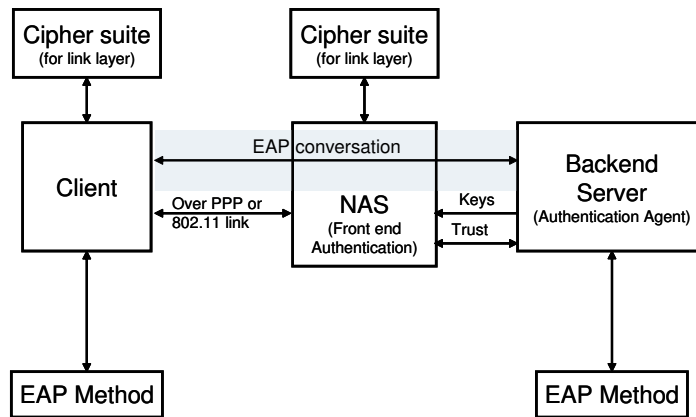 Cipher suite
(for link layer)
Cipher suite
(for link layer)
EAP conversation
Client
Over PPP or
802.11 link
NAS
(Front end
Authentication)
Keys
Trust
Backend
Server
(Authentication Agent)
EAP Method
EAP Method